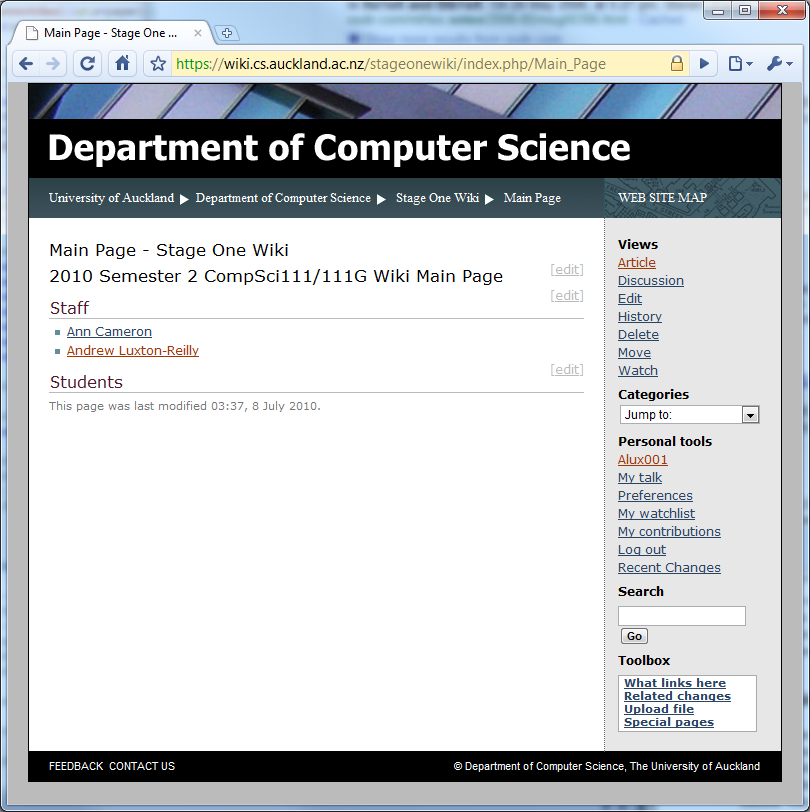 Main Page - Stage One ...
https://wiki.cs.auckland.ac.nz/stageonewiki/index.php/Main_Page
Department of Computer Science
University of Auckland ▶ Department of Computer Science ▶ Stage One Wiki ▶ Main Page
WEB SITE MAP
Main Page - Stage One Wiki
[edit]
2010 Semester 2 CompSci111/111G Wiki Main Page
[edit]
Staff
Ann Cameron
Andrew Luxton-Reilly
[edit]
Students
This page was last modified 03:37, 8 July 2010.
Views
Article
Discussion
Edit
History
Delete
Move
Watch
Categories
Jump to:
Personal tools
Alux001
My talk
Preferences
My watchlist
My contributions
Log out
Recent Changes
Search
Go
Toolbox
What links here
Related changes
Upload file
Special pages
FEEDBACK CONTACT US
© Department of Computer Science, The University of Auckland